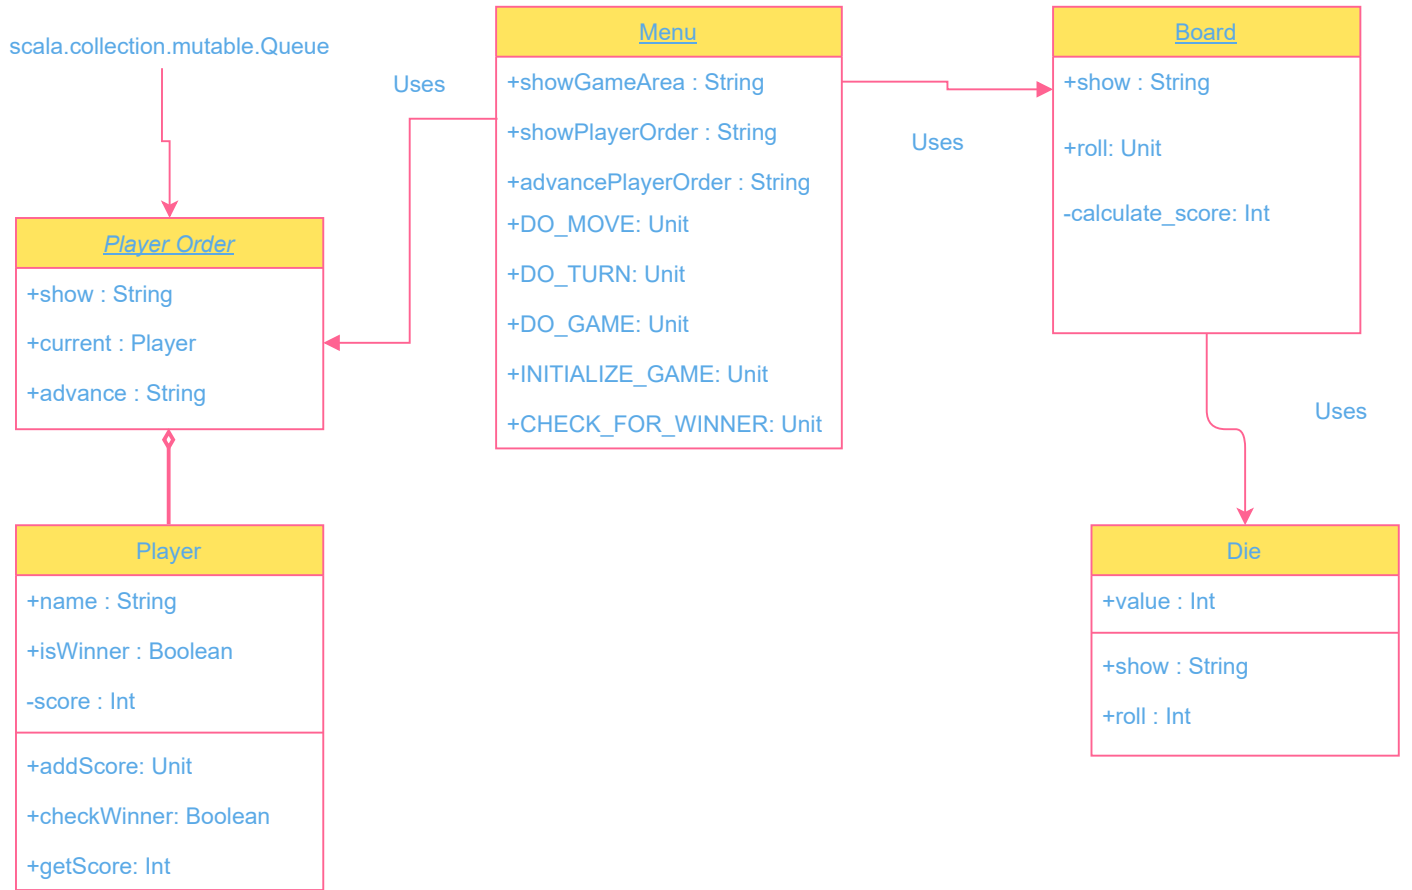 scala.collection.mutable.Queue
Uses
Menu
+showGameArea : String
+showPlayerOrder : String
+advancePlayerOrder : String
+DO_MOVE: Unit
+DO_TURN: Unit
+DO_GAME: Unit
+INITIALIZE_GAME: Unit
+CHECK_FOR_WINNER: Unit
Uses
Board
+show : String
+roll: Unit
-calculate_score: Int
Uses
Player Order
+show : String
+current : Player
+advance : String
Player
+name : String
+isWinner : Boolean
-score : Int
+addScore: Unit
+checkWinner: Boolean
+getScore: Int
Die
+value : Int
+show : String
+roll : Int